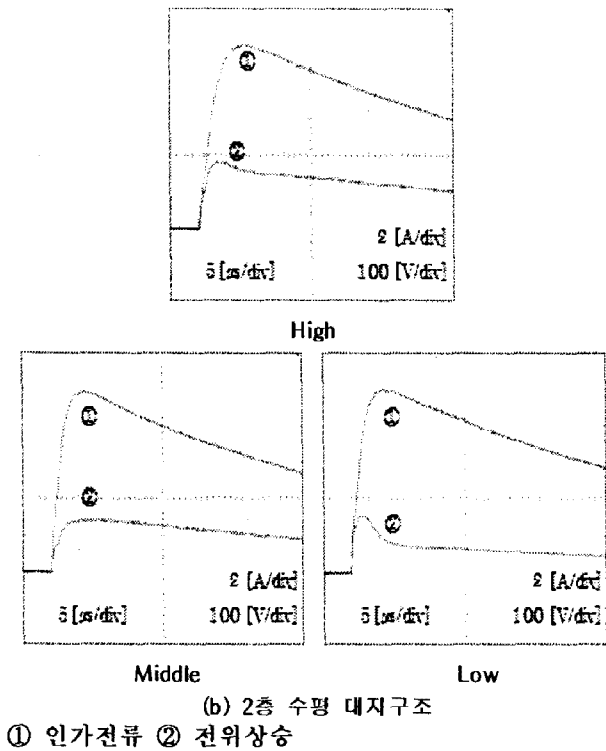 ①
②
2 [A/div]
5 [㎲/div] 100 [V/div]
High
①
②
2 [A/div]
5 [㎲/div] 100 [V/div]
Middle
①
②
2 [A/div]
5 [㎲/div] 100 [V/div]
Low
(b) 2층 수평 대지구조
① 인가전류 ② 전위상승